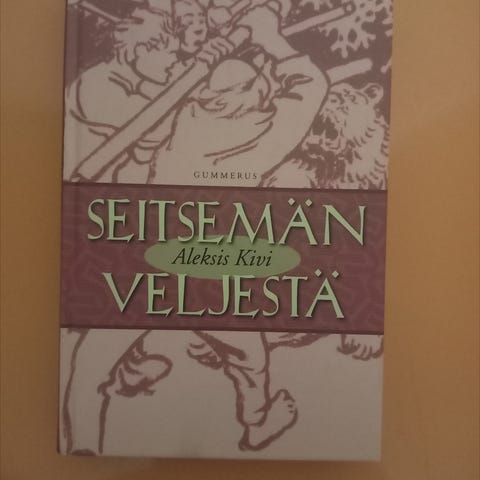 GUMMERUS
SEITSEMÄN
Aleksis Kivi
VELJESTÄ